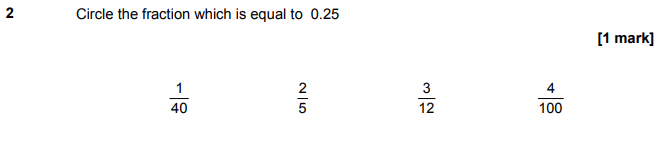 2 Circle the fraction which is equal to 0.25
[1 mark]
1/40 2/5 3/12 4/100